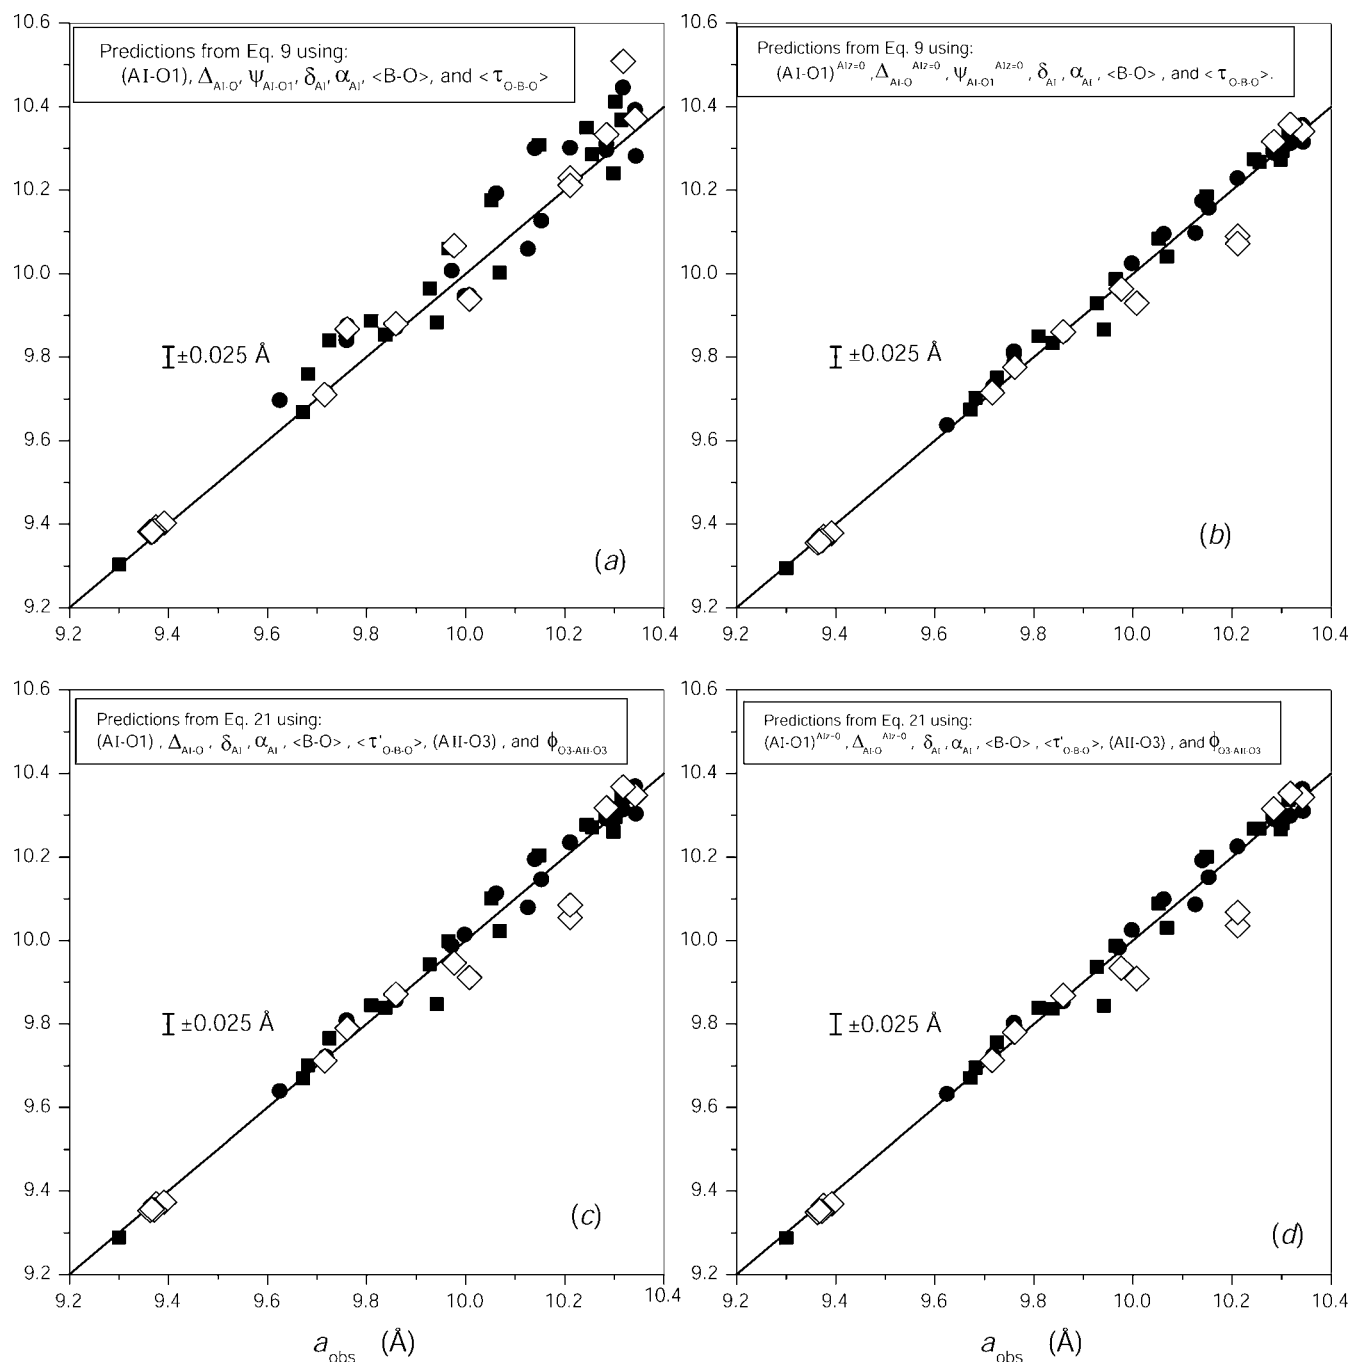 Predictions from Eq. 9 using:
(AI-O1), Δ_AI-O, Ψ_AI-O1, δ_AI, α_AI, <B-O>, and <τ_O-B-O>
10.6
10.4
10.2
10.0
9.8
9.6
9.4
9.2
±0.025 Å
(a)
9.2 9.4 9.6 9.8 10.0 10.2 10.4
Predictions from Eq. 9 using:
(AI-O1)^AIz=0, Δ_AI-O^AIz=0, Ψ_AI-O1^AIz=0, δ_AI, α_AI, <B-O>, and <τ_O-B-O>.
10.6
10.4
10.2
10.0
9.8
9.6
9.4
9.2
±0.025 Å
(b)
9.2 9.4 9.6 9.8 10.0 10.2 10.4
Predictions from Eq. 21 using:
(AI-O1), Δ_AI-O, δ_AI, α_AI, <B-O>, <τ'_O-B-O>, (AII-O3), and ϕ_O3-AII-O3
10.6
10.4
10.2
10.0
9.8
9.6
9.4
9.2
±0.025 Å
(c)
9.2 9.4 9.6 9.8 10.0 10.2 10.4
a_obs (Å)
Predictions from Eq. 21 using:
(AI-O1)^AIz=0, Δ_AI-O^AIz=0, δ_AI, α_AI, <B-O>, <τ'_O-B-O>, (AII-O3), and ϕ_O3-AII-O3
10.6
10.4
10.2
10.0
9.8
9.6
9.4
9.2
±0.025 Å
(d)
9.2 9.4 9.6 9.8 10.0 10.2 10.4
a_obs (Å)